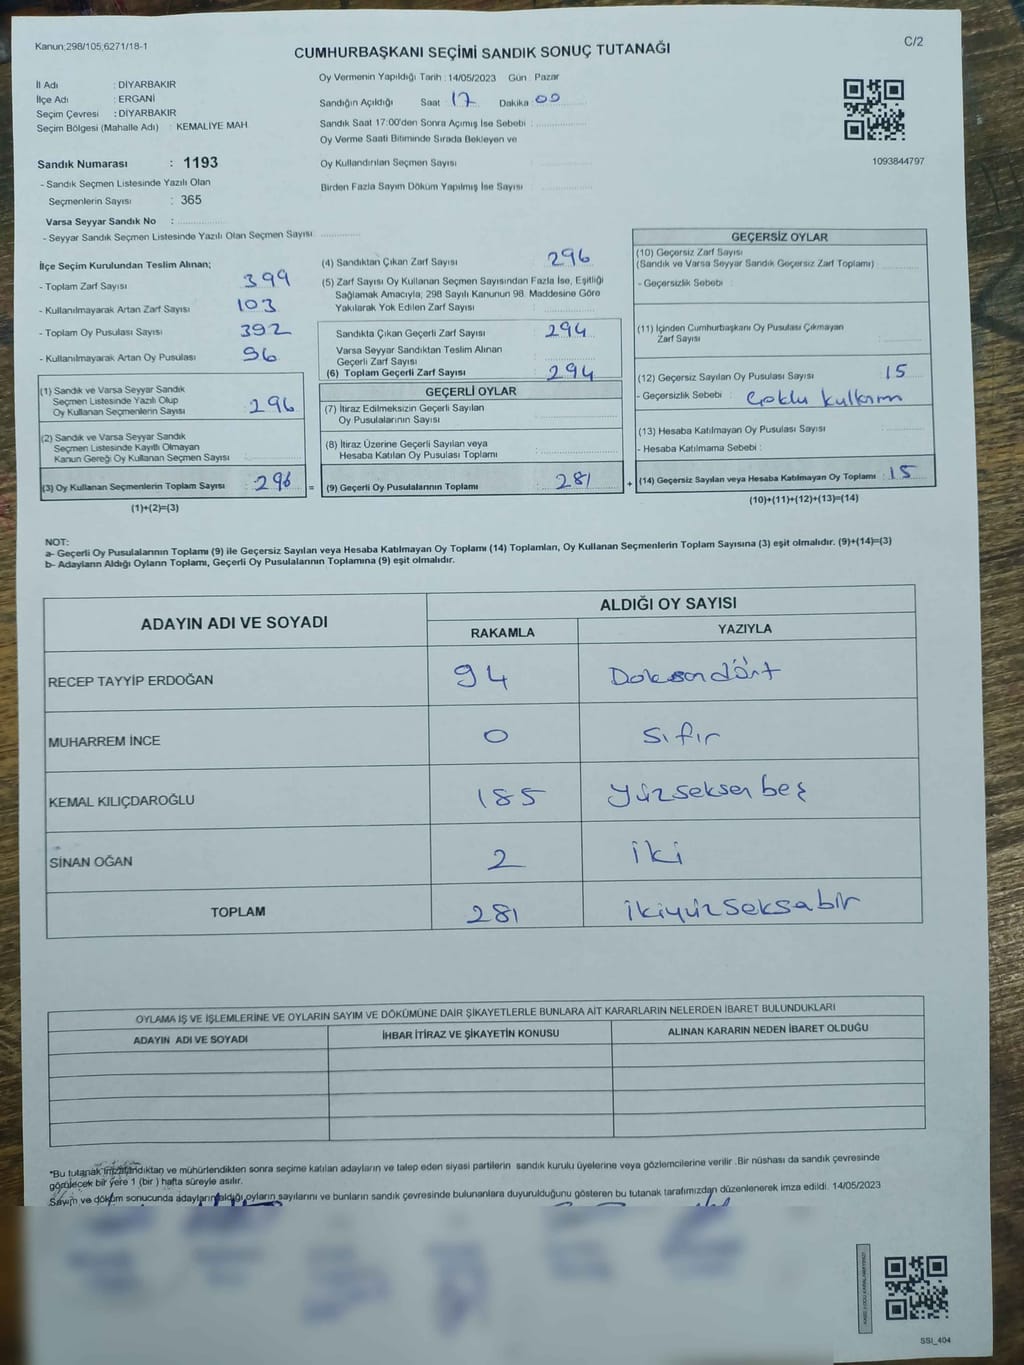 Kanun;298/105;6271/18-1
C/2
CUMHURBAŞKANI SEÇİMİ SANDIK SONUÇ TUTANAĞI
İl Adı : DİYARBAKIR
İlçe Adı : ERGANİ
Seçim Çevresi : DİYARBAKIR
Seçim Bölgesi (Mahalle Adı) : KEMALİYE MAH
Sandık Numarası : 1193
- Sandık Seçmen Listesinde Yazılı Olan
Seçmenlerin Sayısı : 365
Varsa Seyyar Sandık No :
- Seyyar Sandık Seçmen Listesinde Yazılı Olan Seçmen Sayısı:
Oy Vermenin Yapıldığı Tarih : 14/05/2023 Gün : Pazar
Sandığın Açıldığı Saat 17 Dakika 00
Sandık Saat 17:00'den Sonra Açımış İse Sebebi :
Oy Verme Saati Bitiminde Sırada Bekleyen ve
Oy Kullandırılan Seçmen Sayısı
Birden Fazla Sayım Döküm Yapılmış İse Sayısı
1093844797
İlçe Seçim Kurulundan Teslim Alınan;
- Toplam Zarf Sayısı 399
- Kullanılmayarak Artan Zarf Sayısı 103
- Toplam Oy Pusulası Sayısı 392
- Kullanılmayarak Artan Oy Pusulası 96
(1) Sandık ve Varsa Seyyar Sandık
Seçmen Listesinde Yazılı Olup
Oy Kullanan Seçmenlerin Sayısı 296
(2) Sandık ve Varsa Seyyar Sandık
Seçmen Listesinde Kayıtlı Olmayan
Kanun Gereği Oy Kullanan Seçmen Sayısı
(3) Oy Kullanan Seçmenlerin Toplam Sayısı 296 =
(1)+(2)=(3)
(4) Sandıktan Çıkan Zarf Sayısı 296
(5) Zarf Sayısı Oy Kullanan Seçmen Sayısından Fazla İse, Eşitliği
Sağlamak Amacıyla; 298 Sayılı Kanunun 98. Maddesine Göre
Yakılarak Yok Edilen Zarf Sayısı
Sandıkta Çıkan Geçerli Zarf Sayısı 294
Varsa Seyyar Sandıktan Teslim Alınan
Geçerli Zarf Sayısı
(6) Toplam Geçerli Zarf Sayısı 294
GEÇERLİ OYLAR
(7) İtiraz Edilmeksizin Geçerli Sayılan
Oy Pusulalarının Sayısı
(8) İtiraz Üzerine Geçerli Sayılan veya
Hesaba Katılan Oy Pusulası Toplamı
(9) Geçerli Oy Pusulalarının Toplamı 281 +
GEÇERSİZ OYLAR
(10) Geçersiz Zarf Sayısı
(Sandık ve Varsa Seyyar Sandık Geçersiz Zarf Toplamı)
- Geçersizlik Sebebi :
(11) İçinden Cumhurbaşkanı Oy Pusulası Çıkmayan
Zarf Sayısı :
(12) Geçersiz Sayılan Oy Pusulası Sayısı 15
- Geçersizlik Sebebi : Çoklu kullanım
(13) Hesaba Katılmayan Oy Pusulası Sayısı
- Hesaba Katılmama Sebebi :
(14) Geçersiz Sayılan veya Hesaba Katılmayan Oy Toplamı : 15
(10)+(11)+(12)+(13)=(14)
NOT:
a- Geçerli Oy Pusulalarının Toplamı (9) ile Geçersiz Sayılan veya Hesaba Katılmayan Oy Toplamı (14) Toplamları, Oy Kullanan Seçmenlerin Toplam Sayısına (3) eşit olmalıdır. (9)+(14)=(3)
b- Adayların Aldığı Oyların Toplamı, Geçerli Oy Pusulalarının Toplamına (9) eşit olmalıdır.
ADAYIN ADI VE SOYADI
ALDIĞI OY SAYISI
RAKAMLA YAZIYLA
RECEP TAYYİP ERDOĞAN 94 Doksandört
MUHARREM İNCE 0 Sıfır
KEMAL KILIÇDAROĞLU 185 Yüzseksenbeş
SİNAN OĞAN 2 iki
TOPLAM 281 ikiyüzseksabir
OYLAMA İŞ VE İŞLEMLERİNE VE OYLARIN SAYIM VE DÖKÜMÜNE DAİR ŞİKAYETLERLE BUNLARA AİT KARARLARIN NELERDEN İBARET BULUNDUKLARI
ADAYIN ADI VE SOYADI İHBAR İTİRAZ VE ŞİKAYETİN KONUSU ALINAN KARARIN NEDEN İBARET OLDUĞU
*Bu tutanak imzalandıktan ve mühürlendikten sonra seçime katılan adayların ve talep eden siyasi partilerin sandık kurulu üyelerine veya gözlemcilerine verilir .Bir nüshası da sandık çevresinde
görülecek bir yere 1 (bir) hafta süreyle asılır.
Sayım ve döküm sonucunda adayların aldığı oyların sayılarını ve bunların sandık çevresinde bulunanlara duyurulduğunu gösteren bu tutanak tarafımızdan düzenlenerek imza edildi. 14/05/2023
SSI_404